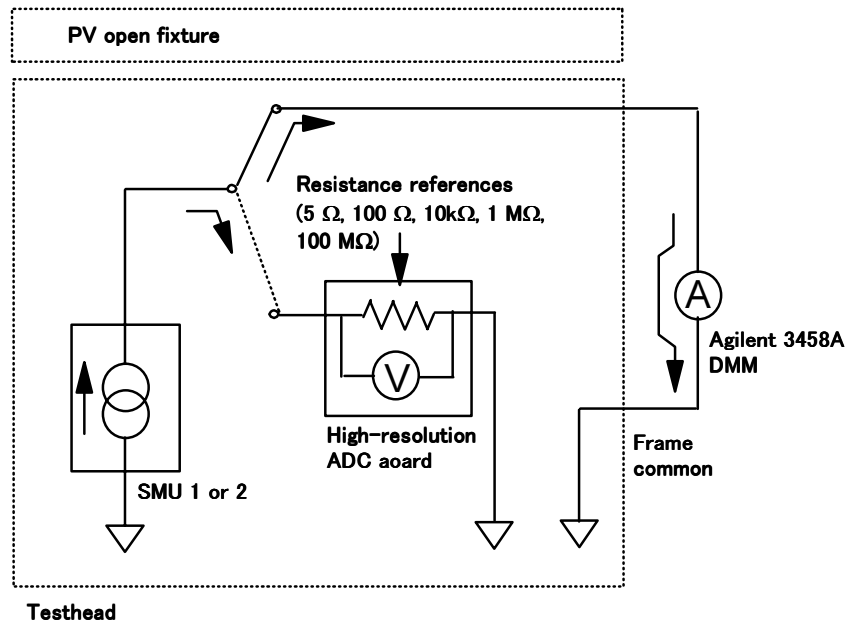 PV open fixture
Resistance references
(5 Ω, 100 Ω, 10kΩ, 1 MΩ,
100 MΩ)
A
Agilent 3458A
DMM
V
High-resolution
ADC aoard
Frame
common
SMU 1 or 2
Testhead